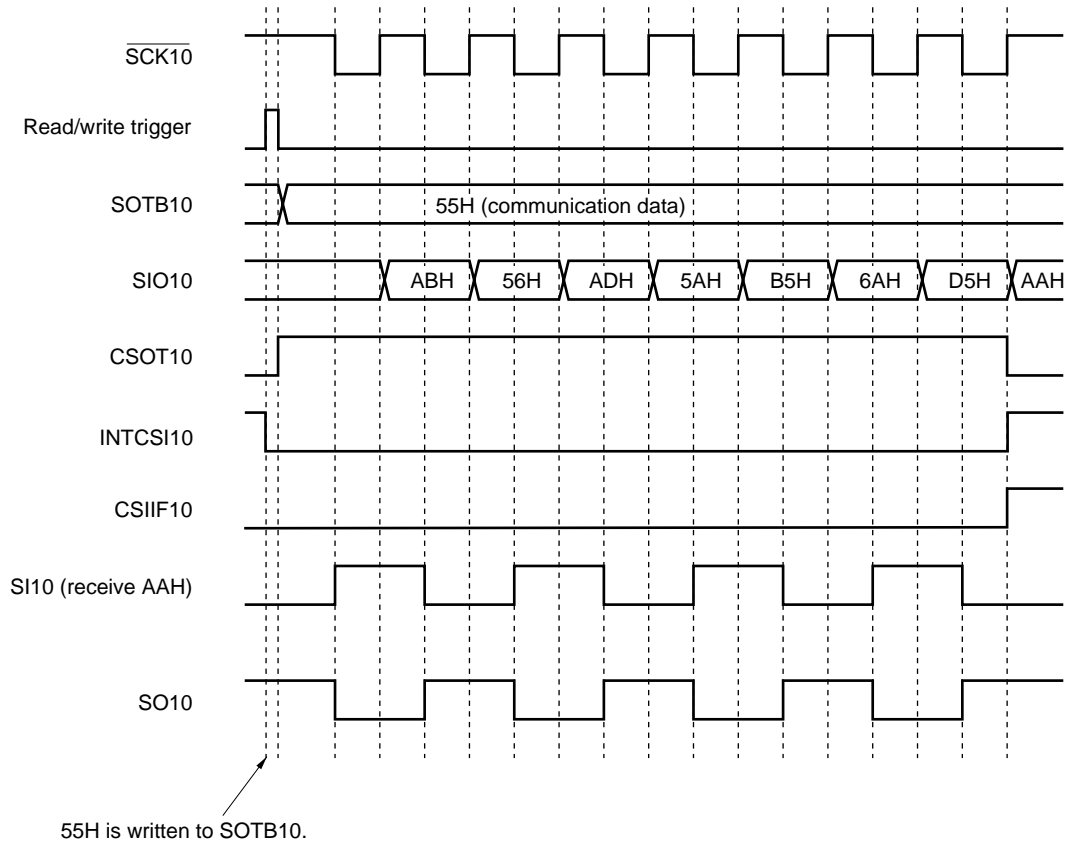 SCK10
Read/write trigger
SOTB10
55H (communication data)
SIO10
ABH 56H ADH 5AH B5H 6AH D5H AAH
CSOT10
INTCSI10
CSIIF10
SI10 (receive AAH)
SO10
55H is written to SOTB10.